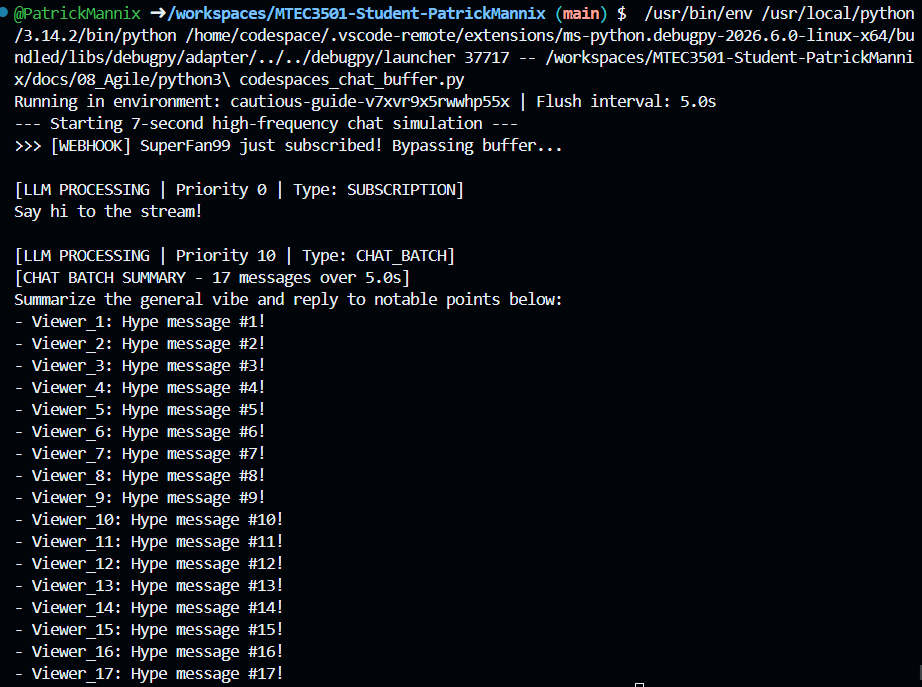 @PatrickMannix ➜/workspaces/MTEC3501-Student-PatrickMannix (main) $  /usr/bin/env /usr/local/python
/3.14.2/bin/python /home/codespace/.vscode-remote/extensions/ms-python.debugpy-2026.6.0-linux-x64/bu
ndled/libs/debugpy/adapter/../../debugpy/launcher 37717 -- /workspaces/MTEC3501-Student-PatrickManni
x/docs/08_Agile/python3\ codespaces_chat_buffer.py
Running in environment: cautious-guide-v7xvr9x5rwwhp55x | Flush interval: 5.0s
--- Starting 7-second high-frequency chat simulation ---
>>> [WEBHOOK] SuperFan99 just subscribed! Bypassing buffer...
[LLM PROCESSING | Priority 0 | Type: SUBSCRIPTION]
Say hi to the stream!
[LLM PROCESSING | Priority 10 | Type: CHAT_BATCH]
[CHAT BATCH SUMMARY - 17 messages over 5.0s]
Summarize the general vibe and reply to notable points below:
- Viewer_1: Hype message #1!
- Viewer_2: Hype message #2!
- Viewer_3: Hype message #3!
- Viewer_4: Hype message #4!
- Viewer_5: Hype message #5!
- Viewer_6: Hype message #6!
- Viewer_7: Hype message #7!
- Viewer_8: Hype message #8!
- Viewer_9: Hype message #9!
- Viewer_10: Hype message #10!
- Viewer_11: Hype message #11!
- Viewer_12: Hype message #12!
- Viewer_13: Hype message #13!
- Viewer_14: Hype message #14!
- Viewer_15: Hype message #15!
- Viewer_16: Hype message #16!
- Viewer_17: Hype message #17!